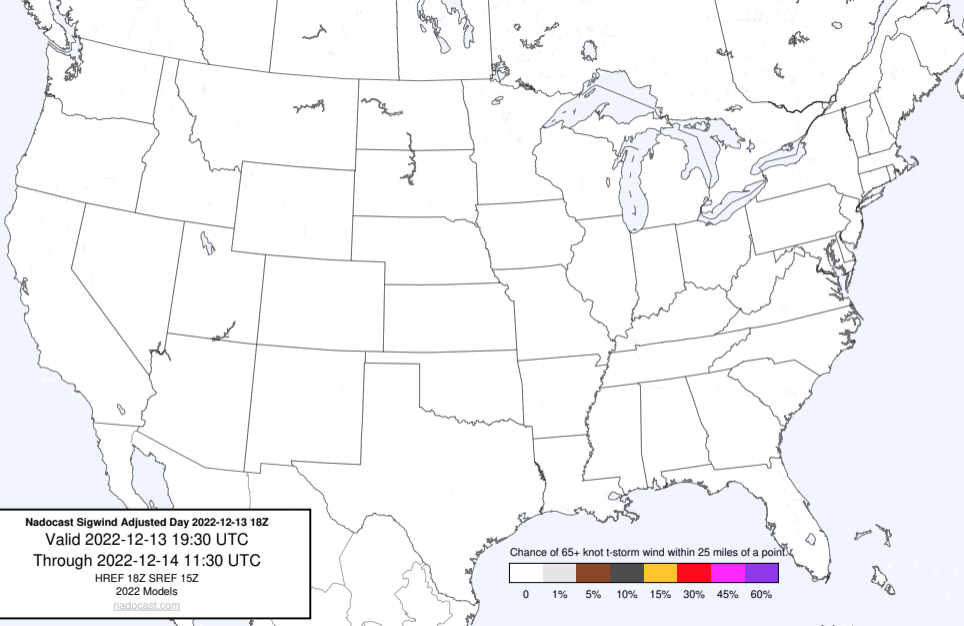 Nadocast Sigwind Adjusted Day 2022-12-13 18Z
Valid 2022-12-13 19:30 UTC
Through 2022-12-14 11:30 UTC
HREF 18Z SREF 15Z
2022 Models
nadocast.com
Chance of 65+ knot t-storm wind within 25 miles of a point.
0 1% 5% 10% 15% 30% 45% 60%